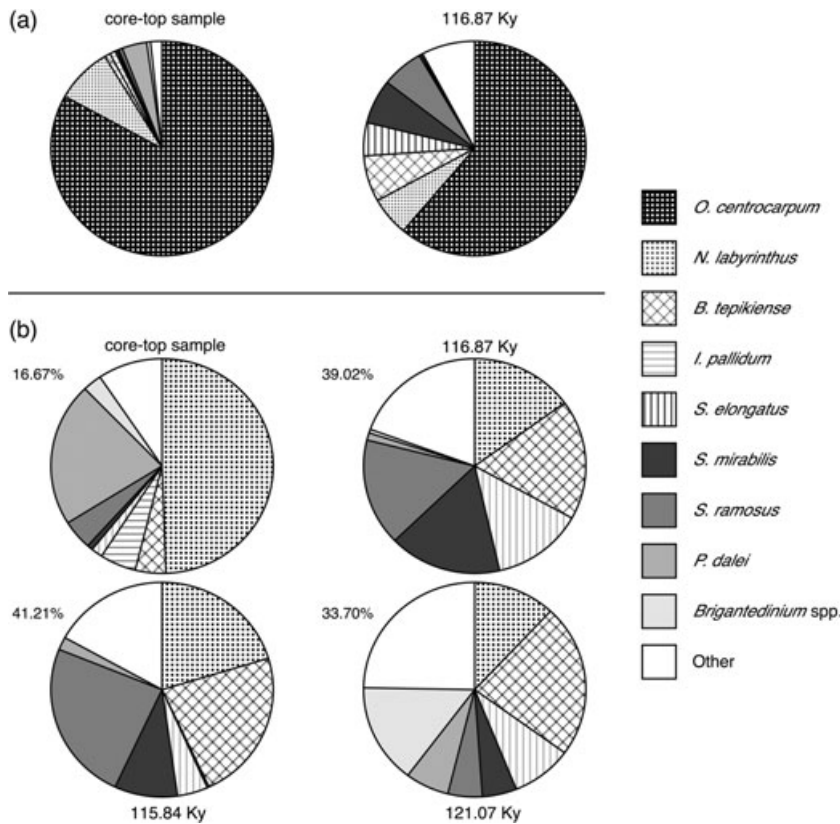 (a)
core-top sample
116.87 Ky
(b)
core-top sample
116.87 Ky
16.67%
39.02%
41.21%
33.70%
115.84 Ky
121.07 Ky
O. centrocarpum
N. labyrinthus
B. tepikiense
I. pallidum
S. elongatus
S. mirabilis
S. ramosus
P. dalei
Brigantedinium spp.
Other